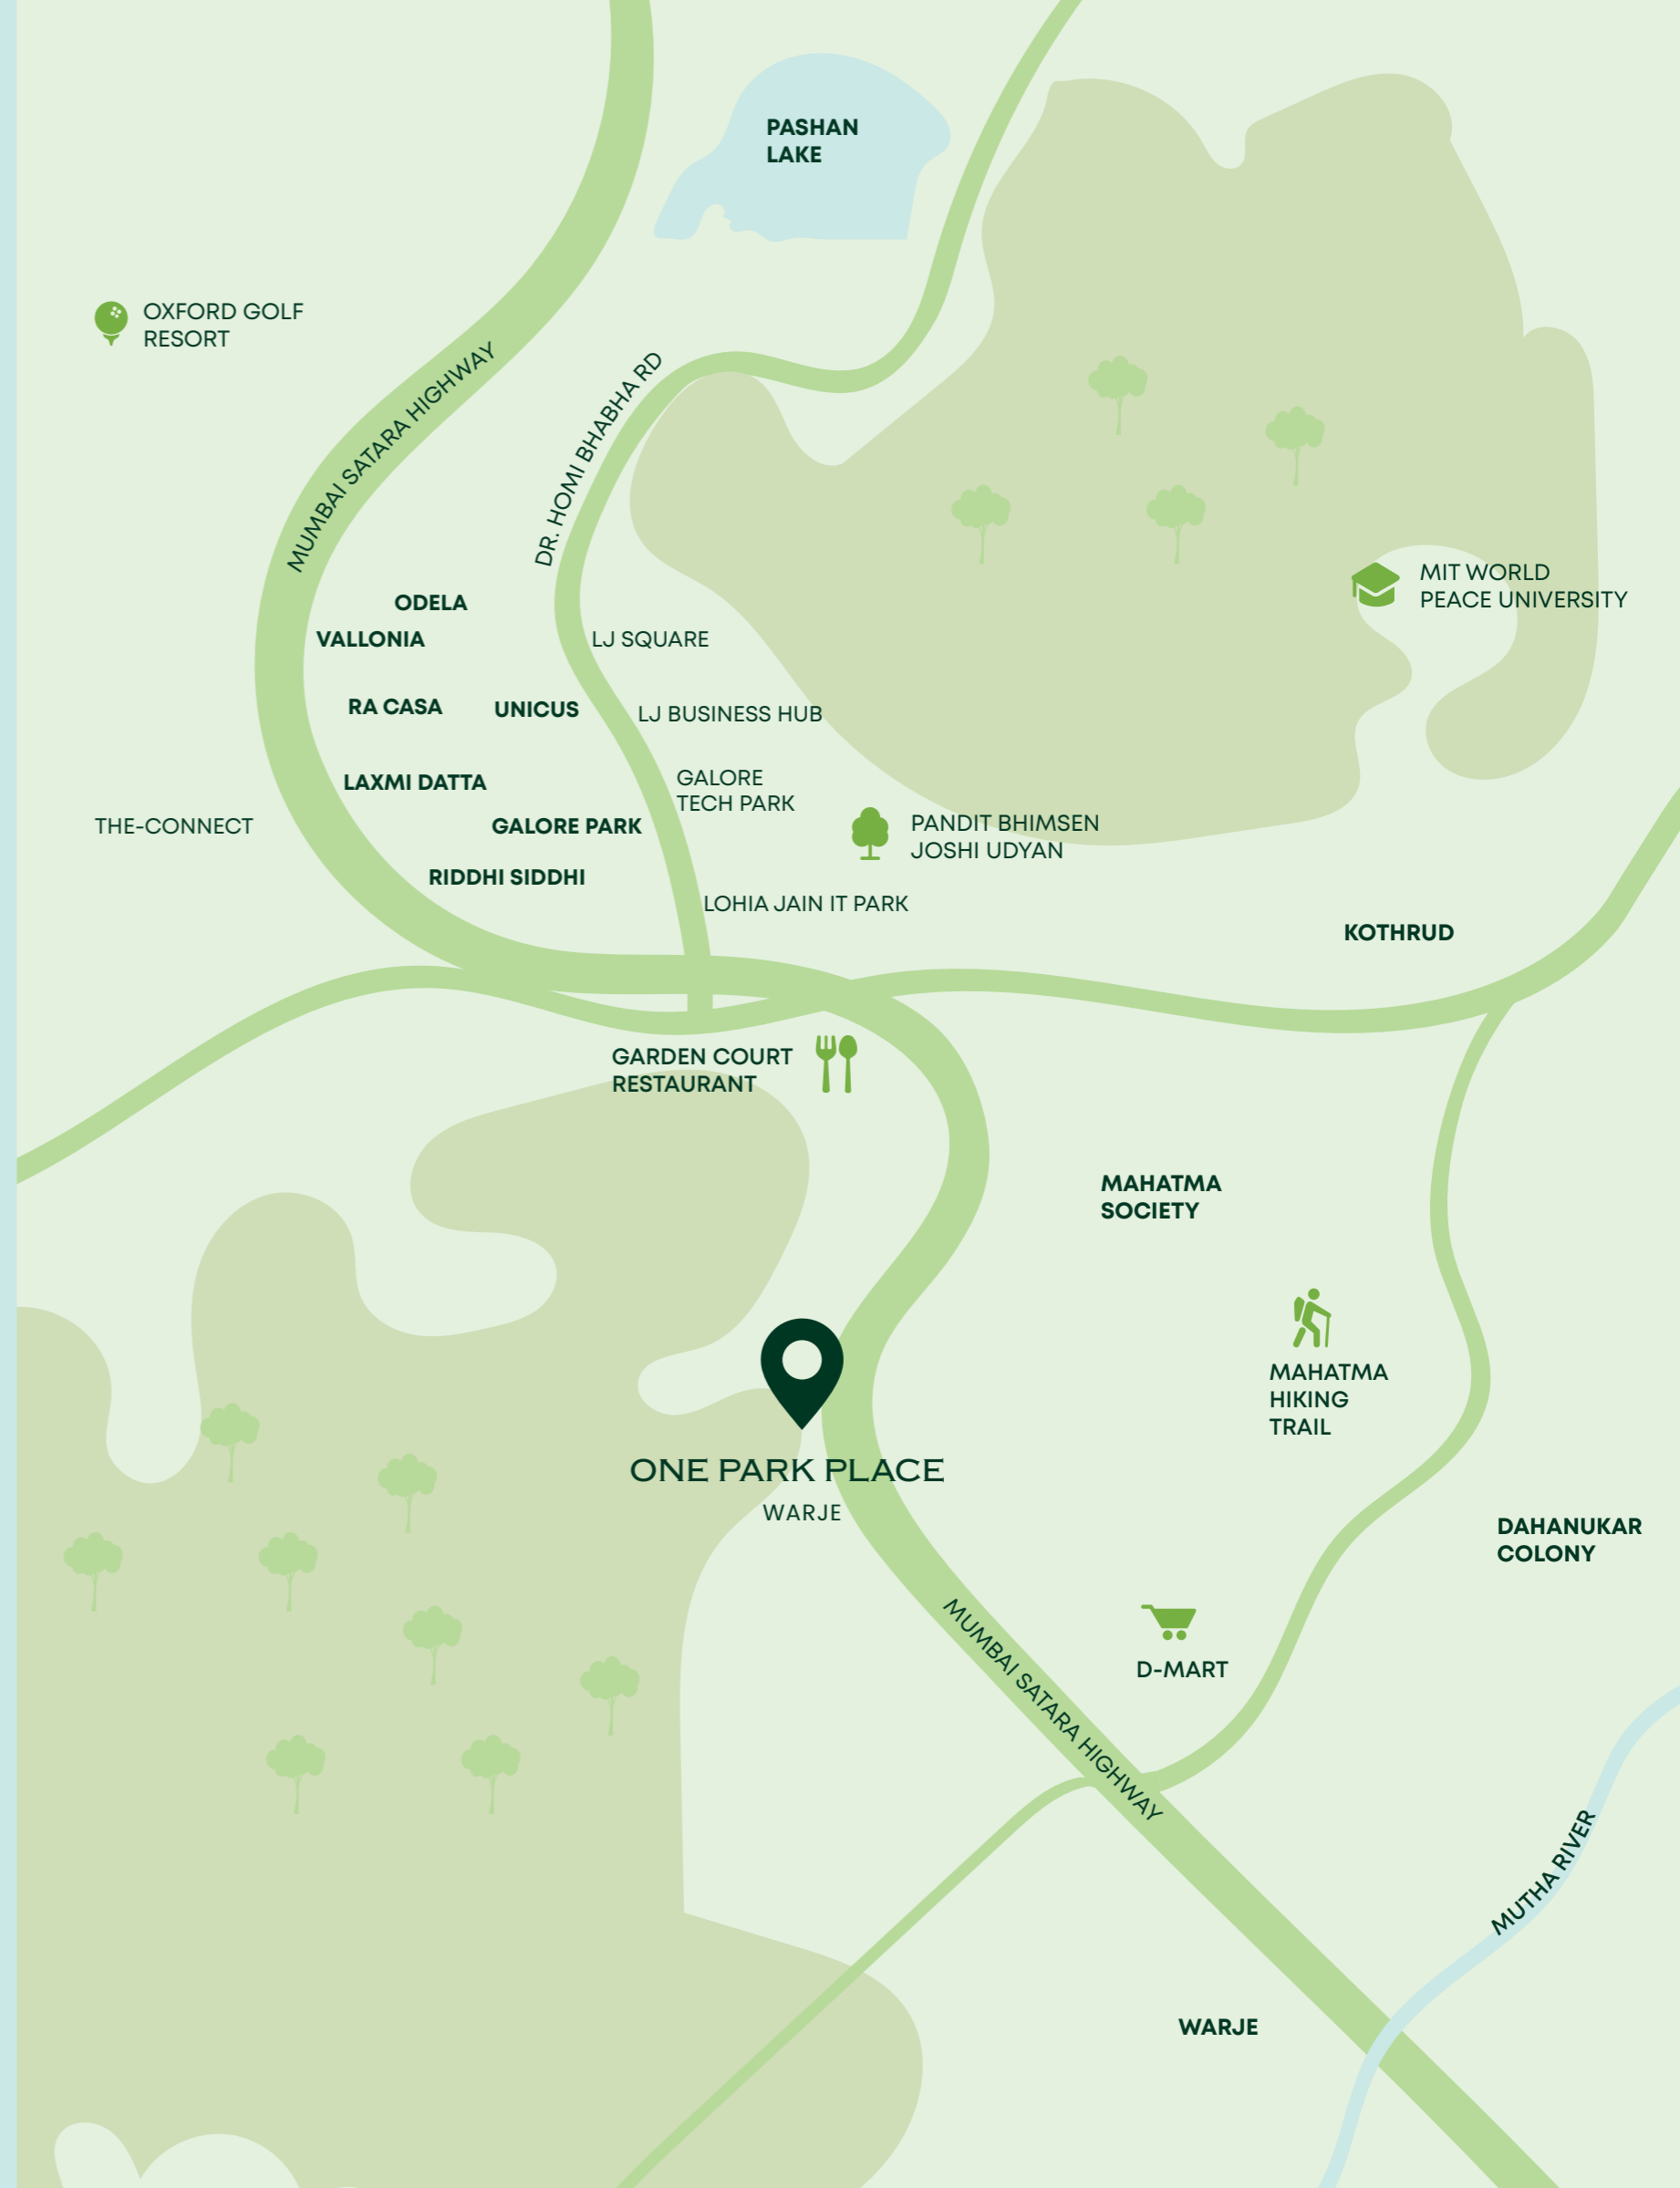 PASHAN
LAKE
OXFORD GOLF
RESORT
MUMBAI SATARA HIGHWAY
DR. HOMI BHABHA RD
MIT WORLD
PEACE UNIVERSITY
ODELA
VALLONIA
LJ SQUARE
RA CASA
UNICUS
LJ BUSINESS HUB
LAXMI DATTA
GALORE
TECH PARK
THE-CONNECT
GALORE PARK
PANDIT BHIMSEN
JOSHI UDYAN
RIDDHI SIDDHI
LOHIA JAIN IT PARK
KOTHRUD
GARDEN COURT
RESTAURANT
MAHATMA
SOCIETY
MAHATMA
HIKING
TRAIL
ONE PARK PLACE
WARJE
DAHANUKAR
COLONY
MUMBAI SATARA HIGHWAY
D-MART
MUTHA RIVER
WARJE